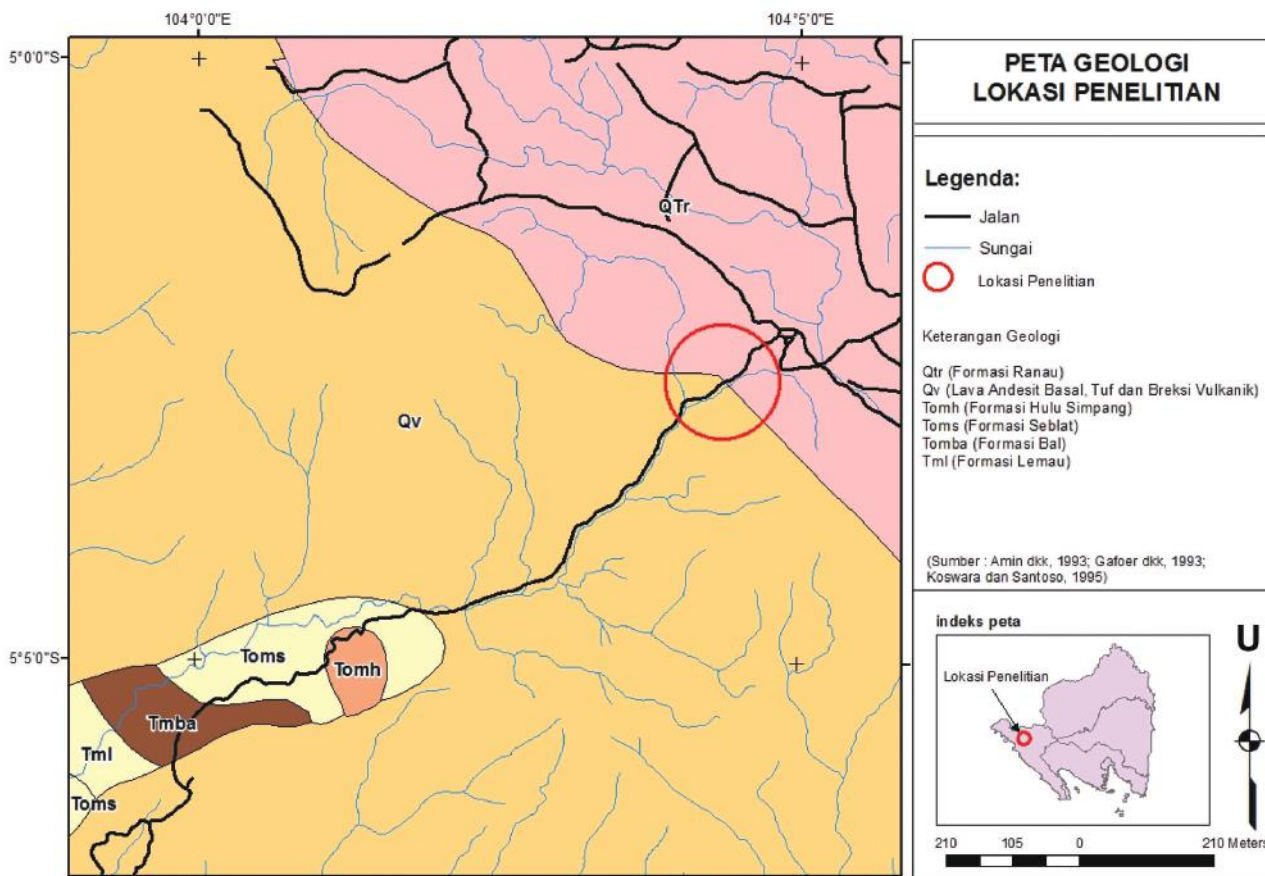 104°0'0"E
104°5'0"E
5°0'0"S
5°5'0"S
QTr
Qv
Toms
Tomh
Tmba
Tml
Toms
PETA GEOLOGI
LOKASI PENELITIAN
Legenda:
Jalan
Sungai
Lokasi Penelitian
Keterangan Geologi
Qtr (Formasi Ranau)
Qv (Lava Andesit Basal, Tuf dan Breksi Vulkanik)
Tomh (Formasi Hulu Simpang)
Toms (Formasi Seblat)
Tomba (Formasi Bal)
Tml (Formasi Lemau)
(Sumber : Amin dkk, 1993; Gafoer dkk, 1993;
Koswara dan Santoso, 1995)
indeks peta
Lokasi Penelitian
U
210 105 0 210 Meters